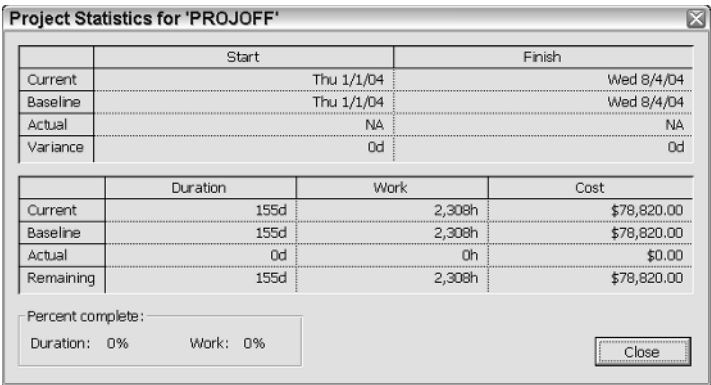 Project Statistics for 'PROJOFF'
Start Finish
Current Thu 1/1/04 Wed 8/4/04
Baseline Thu 1/1/04 Wed 8/4/04
Actual NA NA
Variance 0d 0d
Duration Work Cost
Current 155d 2,308h $78,820.00
Baseline 155d 2,308h $78,820.00
Actual 0d 0h $0.00
Remaining 155d 2,308h $78,820.00
Percent complete:
Duration: 0% Work: 0%
Close